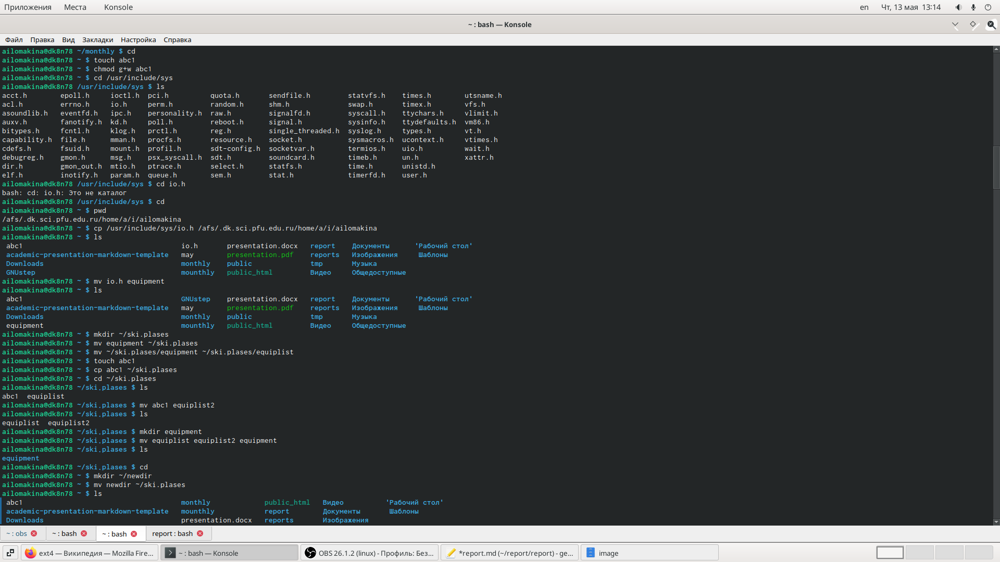 Приложения Места Konsole en Чт, 13 мая 13:14
~ : bash — Konsole
Файл Правка Вид Закладки Настройка Справка
ailomakina@dk8n78 ~/monthly $ cd
ailomakina@dk8n78 ~ $ touch abc1
ailomakina@dk8n78 ~ $ chmod g+w abc1
ailomakina@dk8n78 ~ $ cd /usr/include/sys
ailomakina@dk8n78 /usr/include/sys $ ls
acct.h epoll.h ioctl.h pci.h quota.h sendfile.h statvfs.h times.h utsname.h
acl.h errno.h io.h perm.h random.h shm.h swap.h timex.h vfs.h
asoundlib.h eventfd.h ipc.h personality.h raw.h signalfd.h syscall.h ttychars.h vlimit.h
auxv.h fanotify.h kd.h poll.h reboot.h signal.h sysinfo.h ttydefaults.h vm86.h
bitypes.h fcntl.h klog.h prctl.h reg.h single_threaded.h syslog.h types.h vt.h
capability.h file.h mman.h procfs.h resource.h socket.h sysmacros.h ucontext.h vtimes.h
cdefs.h fsuid.h mount.h profil.h sdt-config.h socketvar.h termios.h uio.h wait.h
debugreg.h gmon.h msg.h psx_syscall.h sdt.h soundcard.h timeb.h un.h xattr.h
dir.h gmon_out.h mtio.h ptrace.h select.h statfs.h time.h unistd.h
elf.h inotify.h param.h queue.h sem.h stat.h timerfd.h user.h
ailomakina@dk8n78 /usr/include/sys $ cd io.h
bash: cd: io.h: Это не каталог
ailomakina@dk8n78 /usr/include/sys $ cd
ailomakina@dk8n78 ~ $ pwd
/afs/.dk.sci.pfu.edu.ru/home/a/i/ailomakina
ailomakina@dk8n78 ~ $ cp /usr/include/sys/io.h /afs/.dk.sci.pfu.edu.ru/home/a/i/ailomakina
ailomakina@dk8n78 ~ $ ls
abc1 io.h presentation.docx report Документы 'Рабочий стол'
academic-presentation-markdown-template may presentation.pdf reports Изображения Шаблоны
Downloads monthly public tmp Музыка
GNUstep mounthly public_html Видео Общедоступные
ailomakina@dk8n78 ~ $ mv io.h equipment
ailomakina@dk8n78 ~ $ ls
abc1 GNUstep presentation.docx report Документы 'Рабочий стол'
academic-presentation-markdown-template may presentation.pdf reports Изображения Шаблоны
Downloads monthly public tmp Музыка
equipment mounthly public_html Видео Общедоступные
ailomakina@dk8n78 ~ $ mkdir ~/ski.plases
ailomakina@dk8n78 ~ $ mv equipment ~/ski.plases
ailomakina@dk8n78 ~ $ mv ~/ski.plases/equipment ~/ski.plases/equiplist
ailomakina@dk8n78 ~ $ touch abc1
ailomakina@dk8n78 ~ $ cp abc1 ~/ski.plases
ailomakina@dk8n78 ~ $ cd ~/ski.plases
ailomakina@dk8n78 ~/ski.plases $ ls
abc1 equiplist
ailomakina@dk8n78 ~/ski.plases $ mv abc1 equiplist2
ailomakina@dk8n78 ~/ski.plases $ ls
equiplist equiplist2
ailomakina@dk8n78 ~/ski.plases $ mkdir equipment
ailomakina@dk8n78 ~/ski.plases $ mv equiplist equiplist2 equipment
ailomakina@dk8n78 ~/ski.plases $ ls
equipment
ailomakina@dk8n78 ~/ski.plases $ cd
ailomakina@dk8n78 ~ $ mkdir ~/newdir
ailomakina@dk8n78 ~ $ mv newdir ~/ski.plases
ailomakina@dk8n78 ~ $ ls
abc1 monthly public_html Видео 'Рабочий стол'
academic-presentation-markdown-template mounthly report Документы Шаблоны
Downloads presentation.docx reports Изображения
~ : obs ~ : bash ~ : bash report : bash
ext4 — Википедия — Mozilla Fire... ~ : bash — Konsole OBS 26.1.2 (linux) - Профиль: Без... *report.md (~/report/report) - ge... image